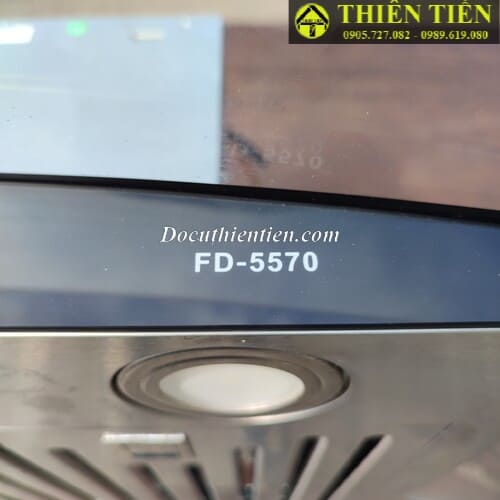 THIÊN TIẾN
0905.727.082 - 0989.619.080
Docuthientien.com
FD-5570